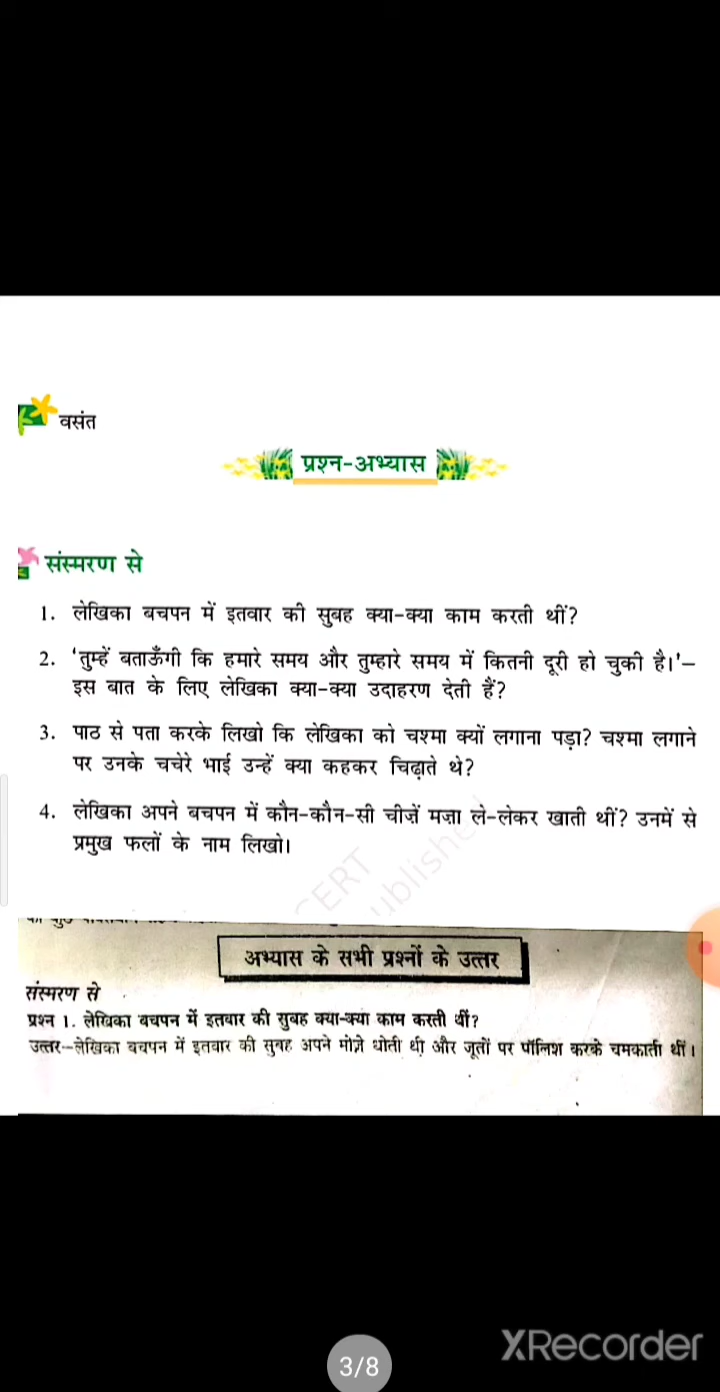 वसंत
प्रश्न-अभ्यास
संस्मरण से
1. लेखिका बचपन में इतवार की सुबह क्या-क्या काम करती थीं?
2. 'तुम्हें बताऊँगी कि हमारे समय और तुम्हारे समय में कितनी दूरी हो चुकी है।'–
इस बात के लिए लेखिका क्या-क्या उदाहरण देती हैं?
3. पाठ से पता करके लिखो कि लेखिका को चश्मा क्यों लगाना पड़ा? चश्मा लगाने
पर उनके चचेरे भाई उन्हें क्या कहकर चिढ़ाते थे?
4. लेखिका अपने बचपन में कौन-कौन-सी चीज़ें मज़ा ले-लेकर खाती थीं? उनमें से
प्रमुख फलों के नाम लिखो।
अभ्यास के सभी प्रश्नों के उत्तर
संस्मरण से
प्रश्न 1. लेखिका बचपन में इतवार की सुबह क्या-क्या काम करती थीं?
उत्तर–लेखिका बचपन में इतवार की सुबह अपने मोज़े धोती थी और जूतों पर पॉलिश करके चमकाती थीं।
3/8
XRecorder